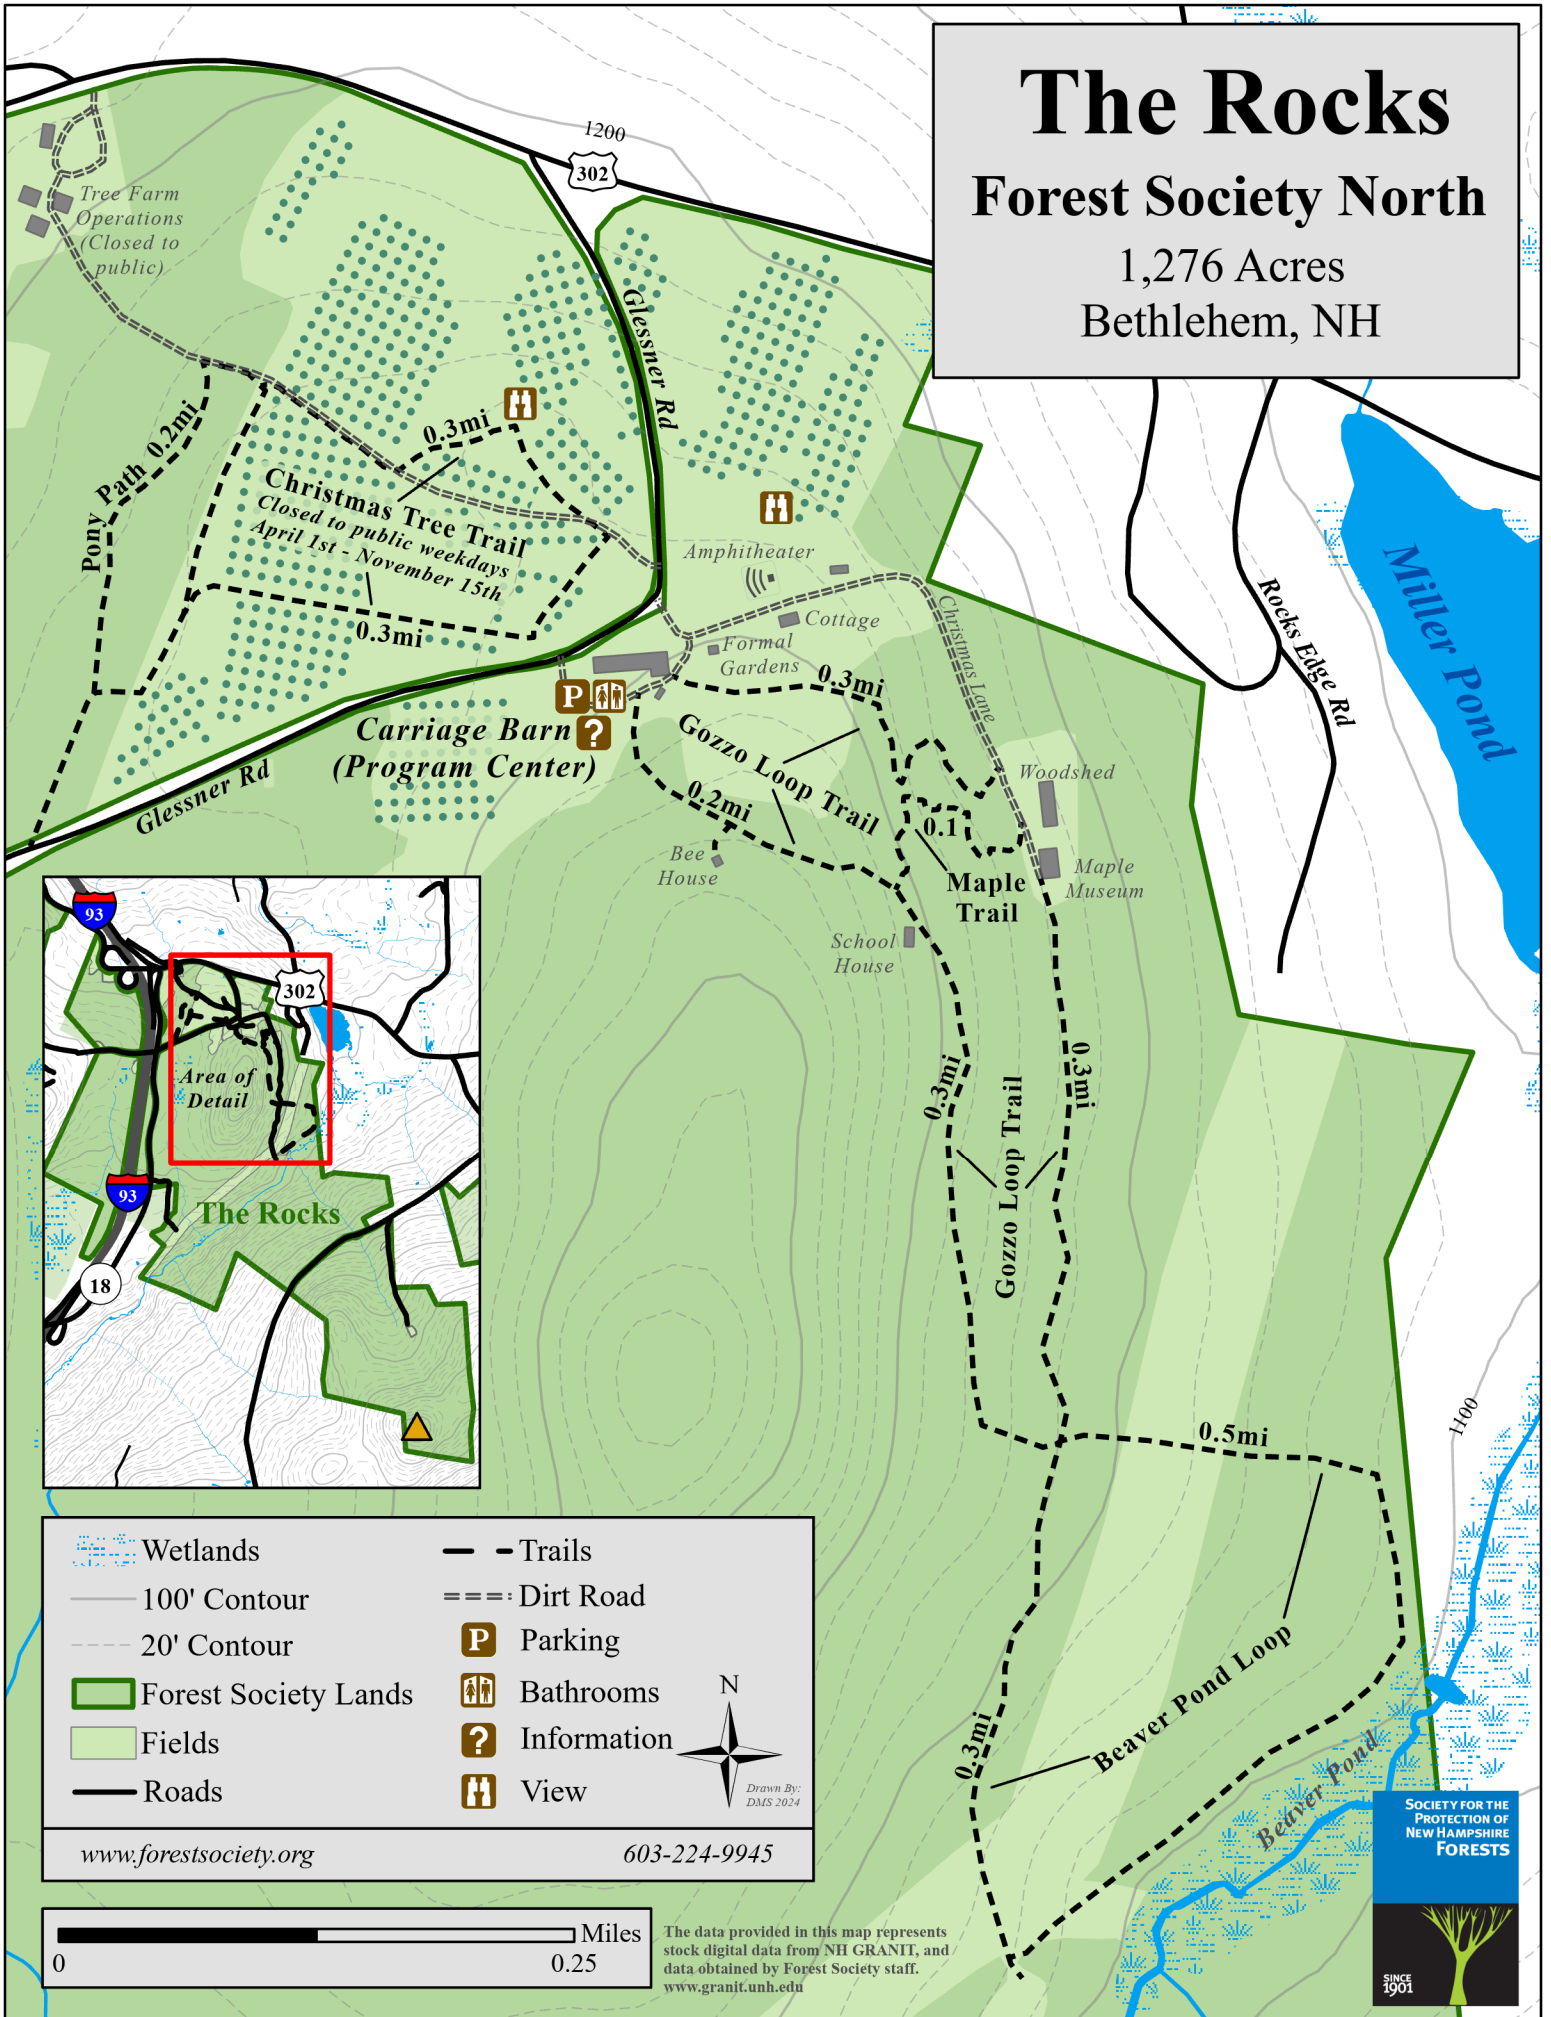 The Rocks
Forest Society North
1,276 Acres
Bethlehem, NH
1200
302
Tree Farm
Operations
(Closed to
public)
Glessner Rd
Pony Path 0.2mi
0.3mi
Christmas Tree Trail
Closed to public weekdays
April 1st - November 15th
0.3mi
Amphitheater
Cottage
Formal
Gardens
Christmas Lane
Rocks Edge Rd
Miller Pond
P
?
Carriage Barn
(Program Center)
Glessner Rd
0.3mi
Gozzo Loop Trail
0.2mi
Woodshed
0.1
Maple
Trail
Maple
Museum
Bee
House
School
House
0.3mi
Gozzo Loop Trail
0.3mi
0.5mi
1100
Beaver Pond Loop
0.3mi
Beaver Pond
93
302
Area of
Detail
93
The Rocks
18
Wetlands
100' Contour
20' Contour
Forest Society Lands
Fields
Roads
Trails
Dirt Road
P Parking
Bathrooms
? Information
View
N
Drawn By:
DMS 2024
www.forestsociety.org 603-224-9945
Miles
0 0.25
The data provided in this map represents
stock digital data from NH GRANIT, and
data obtained by Forest Society staff.
www.granit.unh.edu
SOCIETY FOR THE
PROTECTION OF
NEW HAMPSHIRE
FORESTS
SINCE
1901